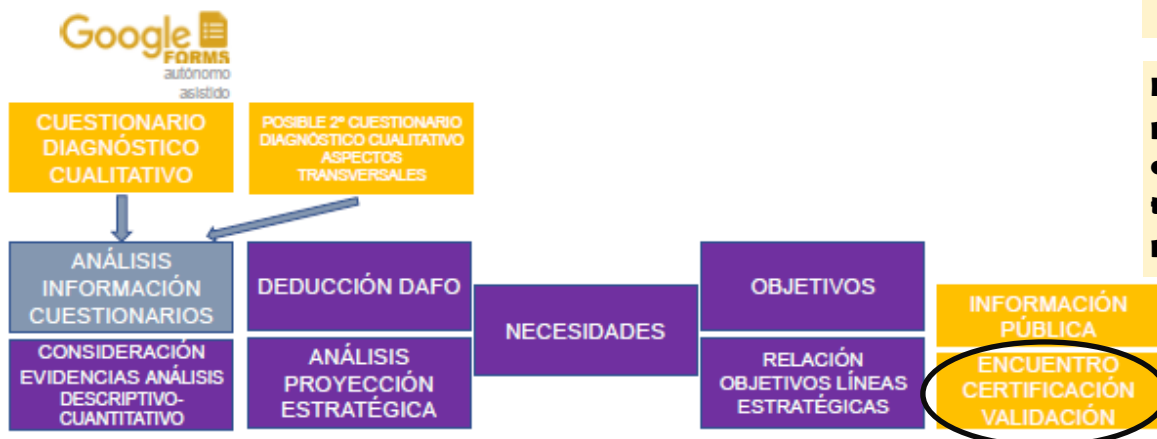 Google
FORMS
autónomo
asistido
CUESTIONARIO
DIAGNÓSTICO
CUALITATIVO
POSIBLE 2º CUESTIONARIO
DIAGNÓSTICO CUALITATIVO
ASPECTOS
TRANSVERSALES
ANÁLISIS
INFORMACIÓN
CUESTIONARIOS
CONSIDERACIÓN
EVIDENCIAS ANÁLISIS
DESCRIPTIVO-
CUANTITATIVO
DEDUCCIÓN DAFO
ANÁLISIS
PROYECCIÓN
ESTRATÉGICA
NECESIDADES
OBJETIVOS
RELACIÓN
OBJETIVOS LÍNEAS
ESTRATÉGICAS
INFORMACIÓN
PÚBLICA
ENCUENTRO
CERTIFICACIÓN
VALIDACIÓN